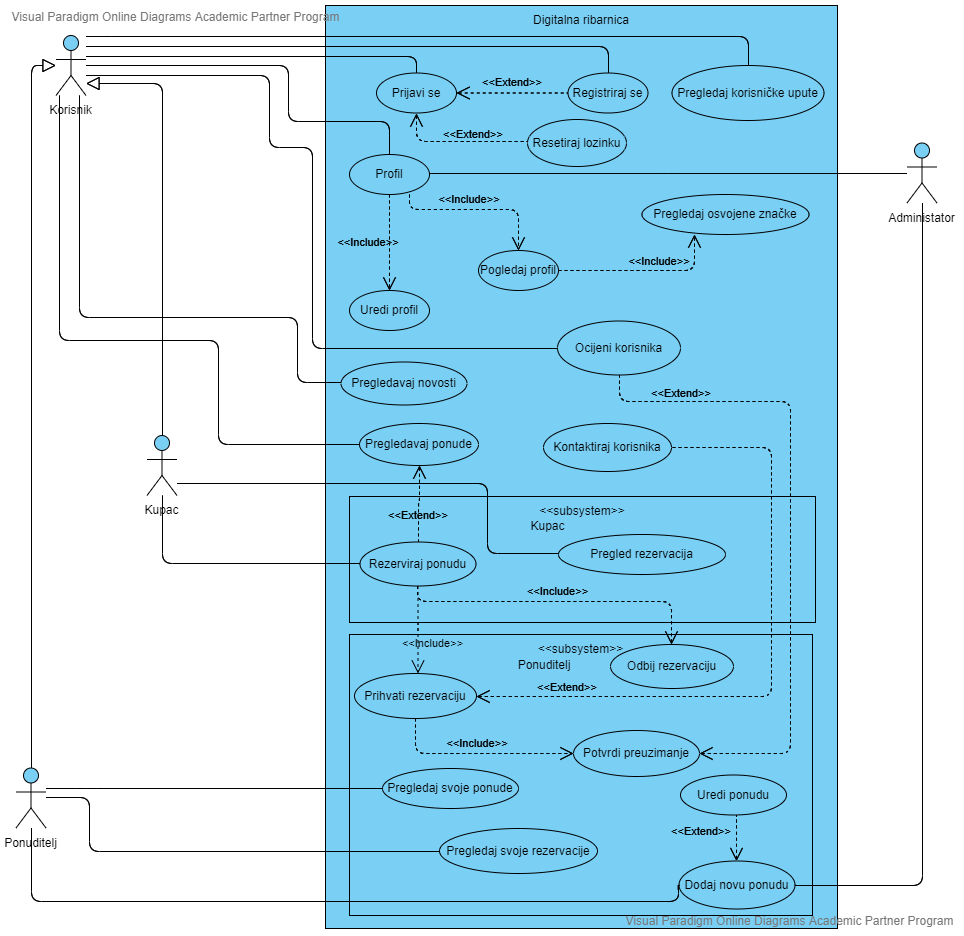 Visual Paradigm Online Diagrams Academic Partner Program
Digitalna ribarnica
Korisnik
Prijavi se
<<Extend>>
Registriraj se
Pregledaj korisničke upute
<<Extend>>
Resetiraj lozinku
Profil
<<Include>>
Pregledaj osvojene značke
Administator
<<Include>>
Pogledaj profil
<<Include>>
Uredi profil
Ocijeni korisnika
Pregledavaj novosti
<<Extend>>
Pregledavaj ponude
Kontaktiraj korisnika
Kupac
<<Extend>>
<<subsystem>>
Kupac
Rezerviraj ponudu
Pregled rezervacija
<<Include>>
<<Include>>
<<subsystem>>
Ponuditelj
Odbij rezervaciju
<<Extend>>
Prihvati rezervaciju
<<Include>>
Potvrdi preuzimanje
Pregledaj svoje ponude
Uredi ponudu
<<Extend>>
Ponuditelj
Pregledaj svoje rezervacije
Dodaj novu ponudu
Visual Paradigm Online Diagrams Academic Partner Program